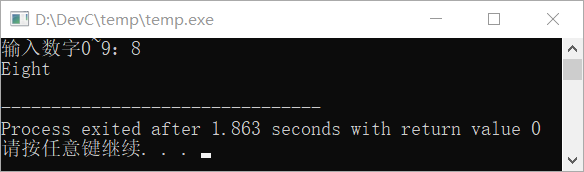 D:\DevC\temp\temp.exe
输入数字0~9：8
Eight
--------------------------------
Process exited after 1.863 seconds with return value 0
请按任意键继续. . .